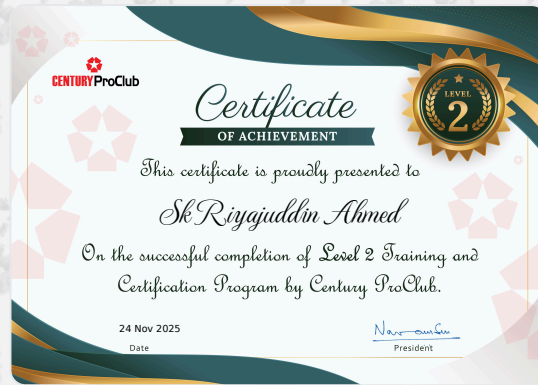 CENTURY ProClub
Certificate
OF ACHIEVEMENT
LEVEL
2
This certificate is proudly presented to
Sk Riyajuddin Ahmed
On the successful completion of Level 2 Training and
Certification Program by Century ProClub.
24 Nov 2025
Date
President